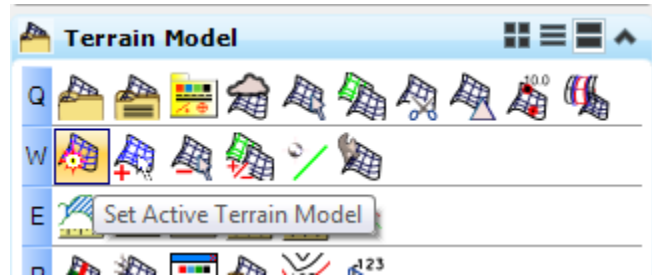 Terrain Model
Q
10.0
W
E
Set Active Terrain Model
R
123